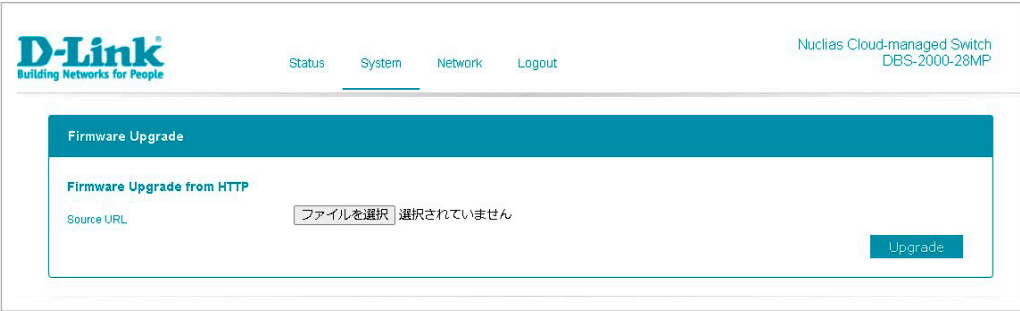 D-Link
Building Networks for People
Status System Network Logout
Nuclias Cloud-managed Switch
DBS-2000-28MP
Firmware Upgrade
Firmware Upgrade from HTTP
Source URL ファイルを選択 選択されていません
Upgrade